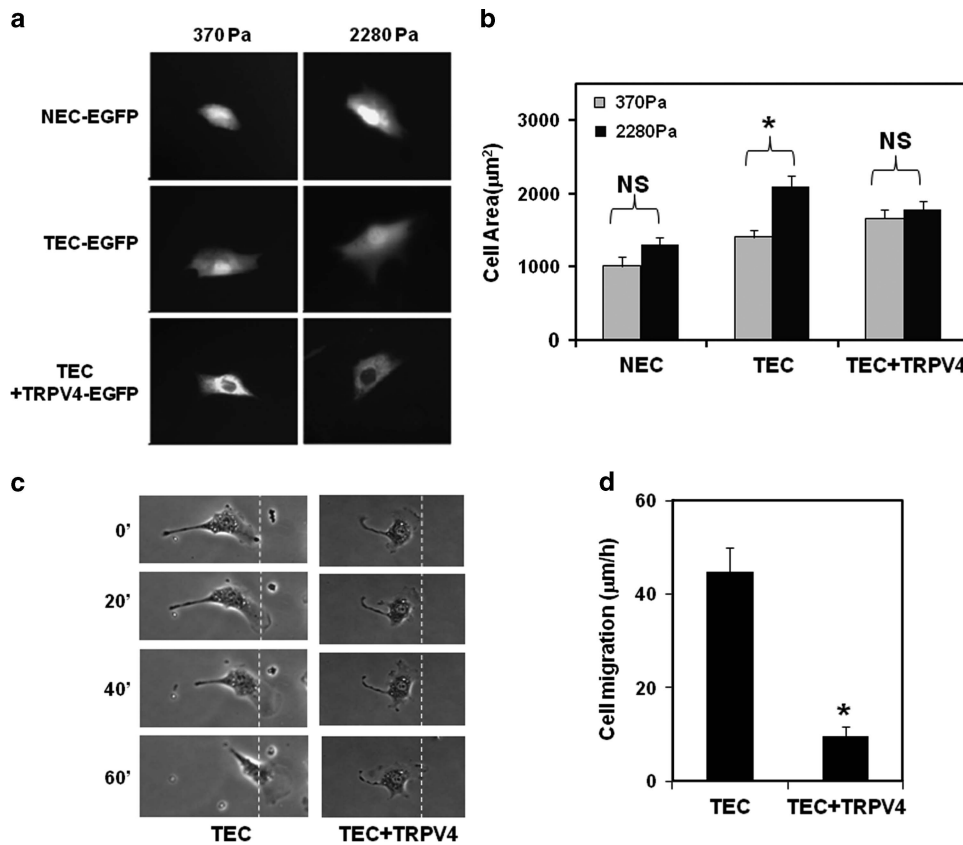 a
370 Pa 2280 Pa
NEC-EGFP
TEC-EGFP
TEC
+TRPV4-EGFP
b
Cell Area(μm²)
3000
2000
1000
0
370Pa
2280Pa
NS
*
NS
NEC TEC TEC+TRPV4
c
0'
20'
40'
60'
TEC TEC+TRPV4
d
Cell migration (μm/h)
60
40
20
0
*
TEC TEC+TRPV4